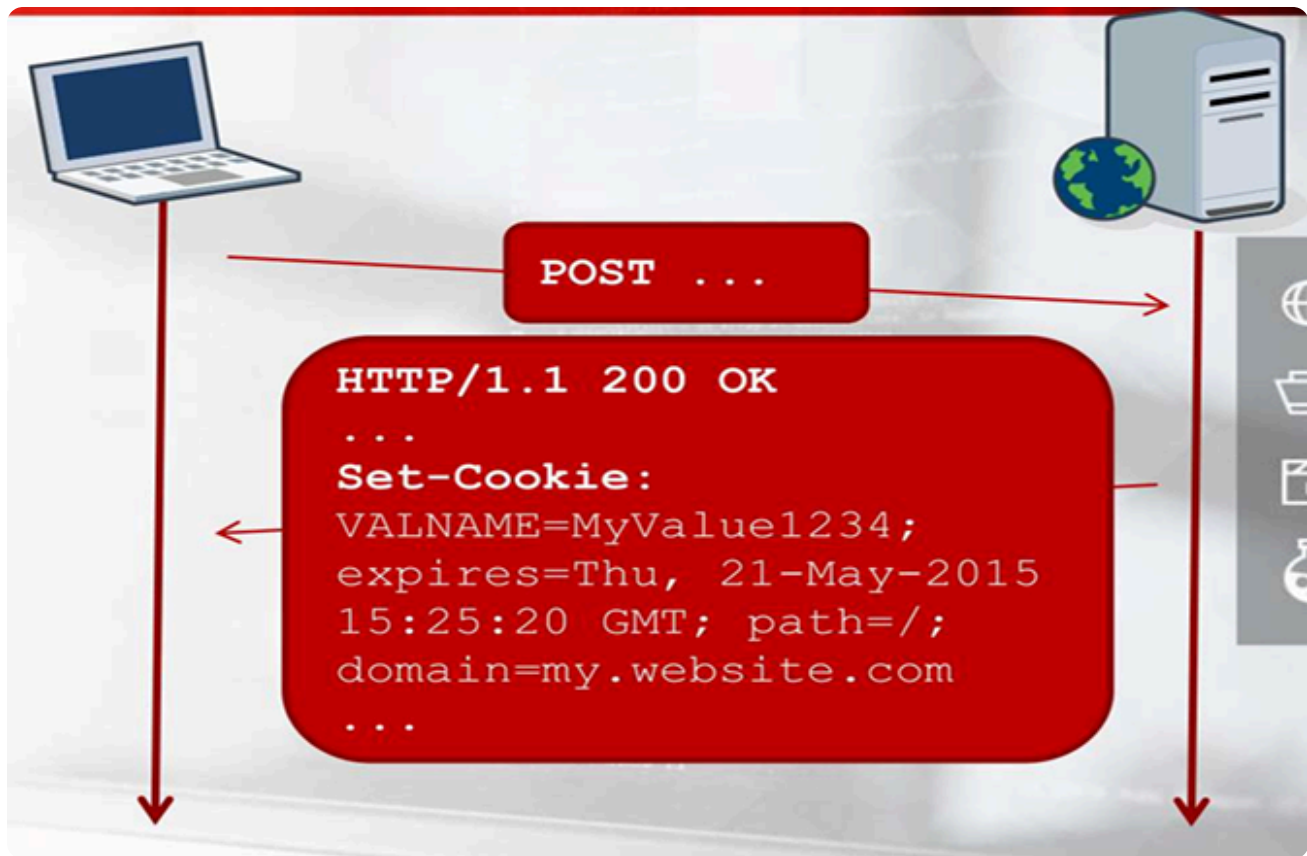 POST ...
HTTP/1.1 200 OK
...
Set-Cookie:
VALNAME=MyValue1234;
expires=Thu, 21-May-2015
15:25:20 GMT; path=/;
domain=my.website.com
...